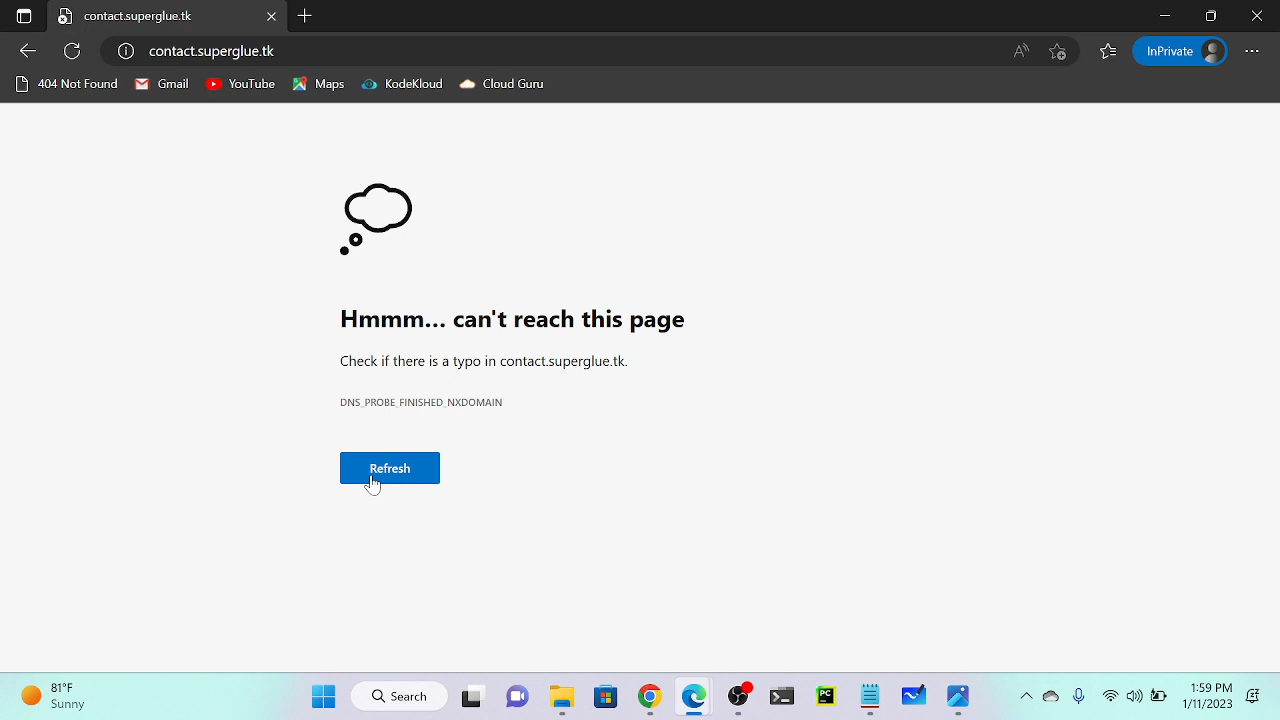 contact.superglue.tk
contact.superglue.tk
InPrivate
404 Not Found
Gmail
YouTube
Maps
KodeKloud
Cloud Guru
Hmmm... can't reach this page
Check if there is a typo in contact.superglue.tk.
DNS_PROBE_FINISHED_NXDOMAIN
Refresh
81°F
Sunny
Search
PC
1:59 PM
1/11/2023